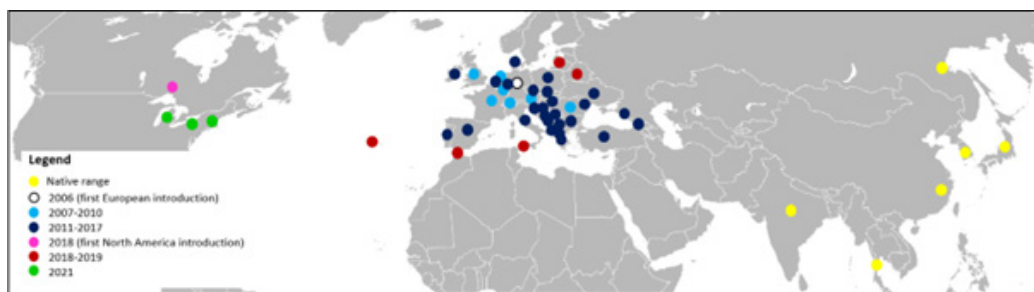 Legend
Native range
2006 (first European introduction)
2007-2010
2011-2017
2018 (first North America introduction)
2018-2019
2021